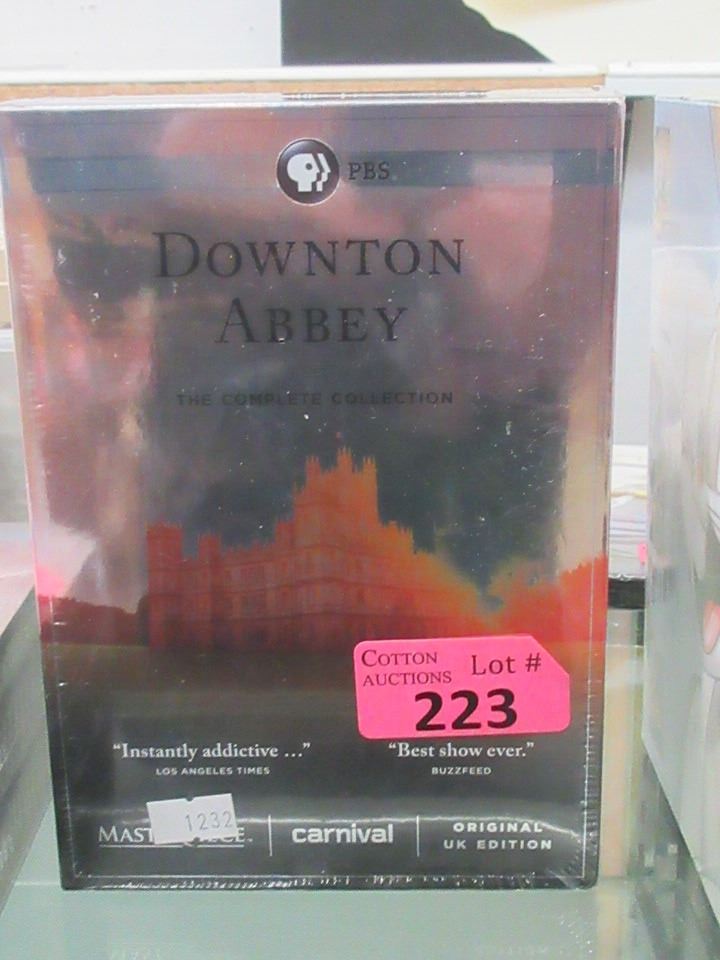 PBS
DOWNTON
ABBEY
THE COMPLETE COLLECTION
COTTON
AUCTIONS
Lot #
223
“Instantly addictive ...”
LOS ANGELES TIMES
“Best show ever.”
BUZZFEED
1232
carnival
ORIGINAL
UK EDITION